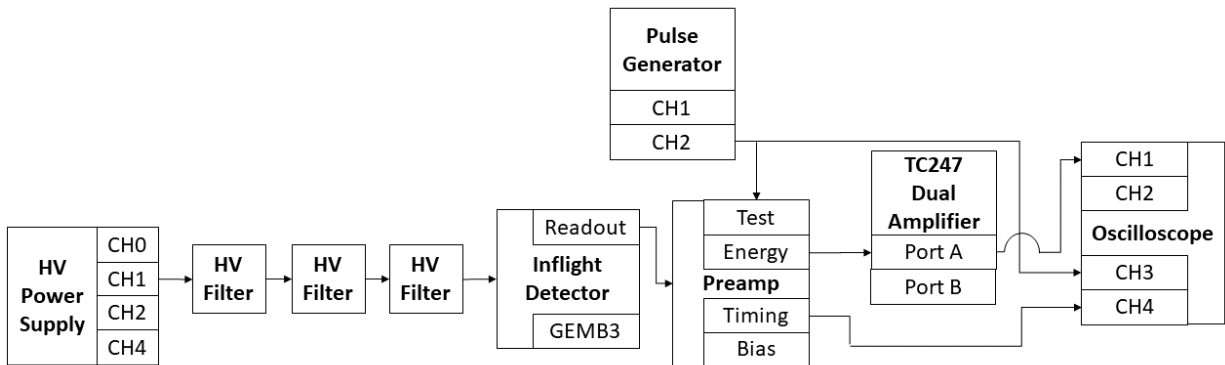 Pulse
Generator
CH1
CH2
HV
Power
Supply
CH0
CH1
CH2
CH4
HV
Filter
HV
Filter
HV
Filter
Readout
Inflight
Detector
GEMB3
Test
Energy
Preamp
Timing
Bias
TC247
Dual
Amplifier
Port A
Port B
CH1
CH2
Oscilloscope
CH3
CH4